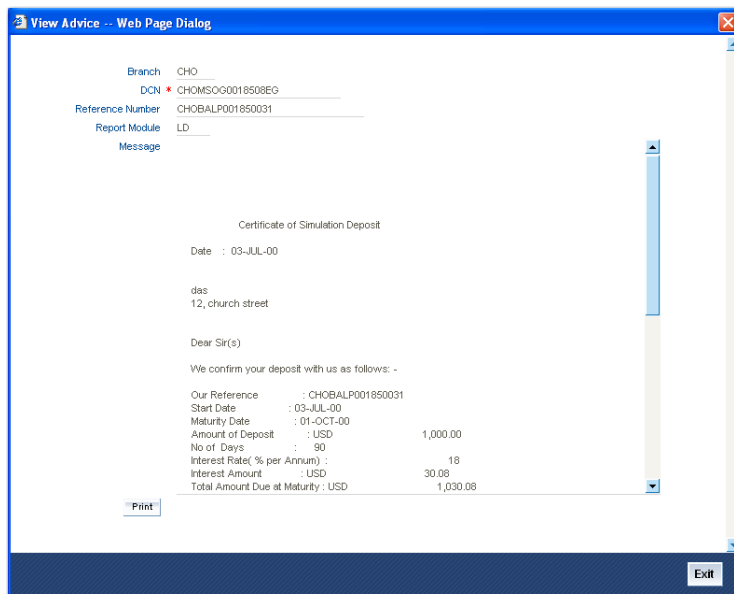 View Advice -- Web Page Dialog
Branch CHO
DCN * CHOMSOG0018508EG
Reference Number CHOBALP001850031
Report Module LD
Message
Certificate of Simulation Deposit
Date : 03-JUL-00
das
12, church street
Dear Sir(s)
We confirm your deposit with us as follows: -
Our Reference : CHOBALP001850031
Start Date : 03-JUL-00
Maturity Date : 01-OCT-00
Amount of Deposit : USD 1,000.00
No of Days : 90
Interest Rate( % per Annum) : 18
Interest Amount : USD 30.08
Total Amount Due at Maturity : USD 1,030.08
Print
Exit